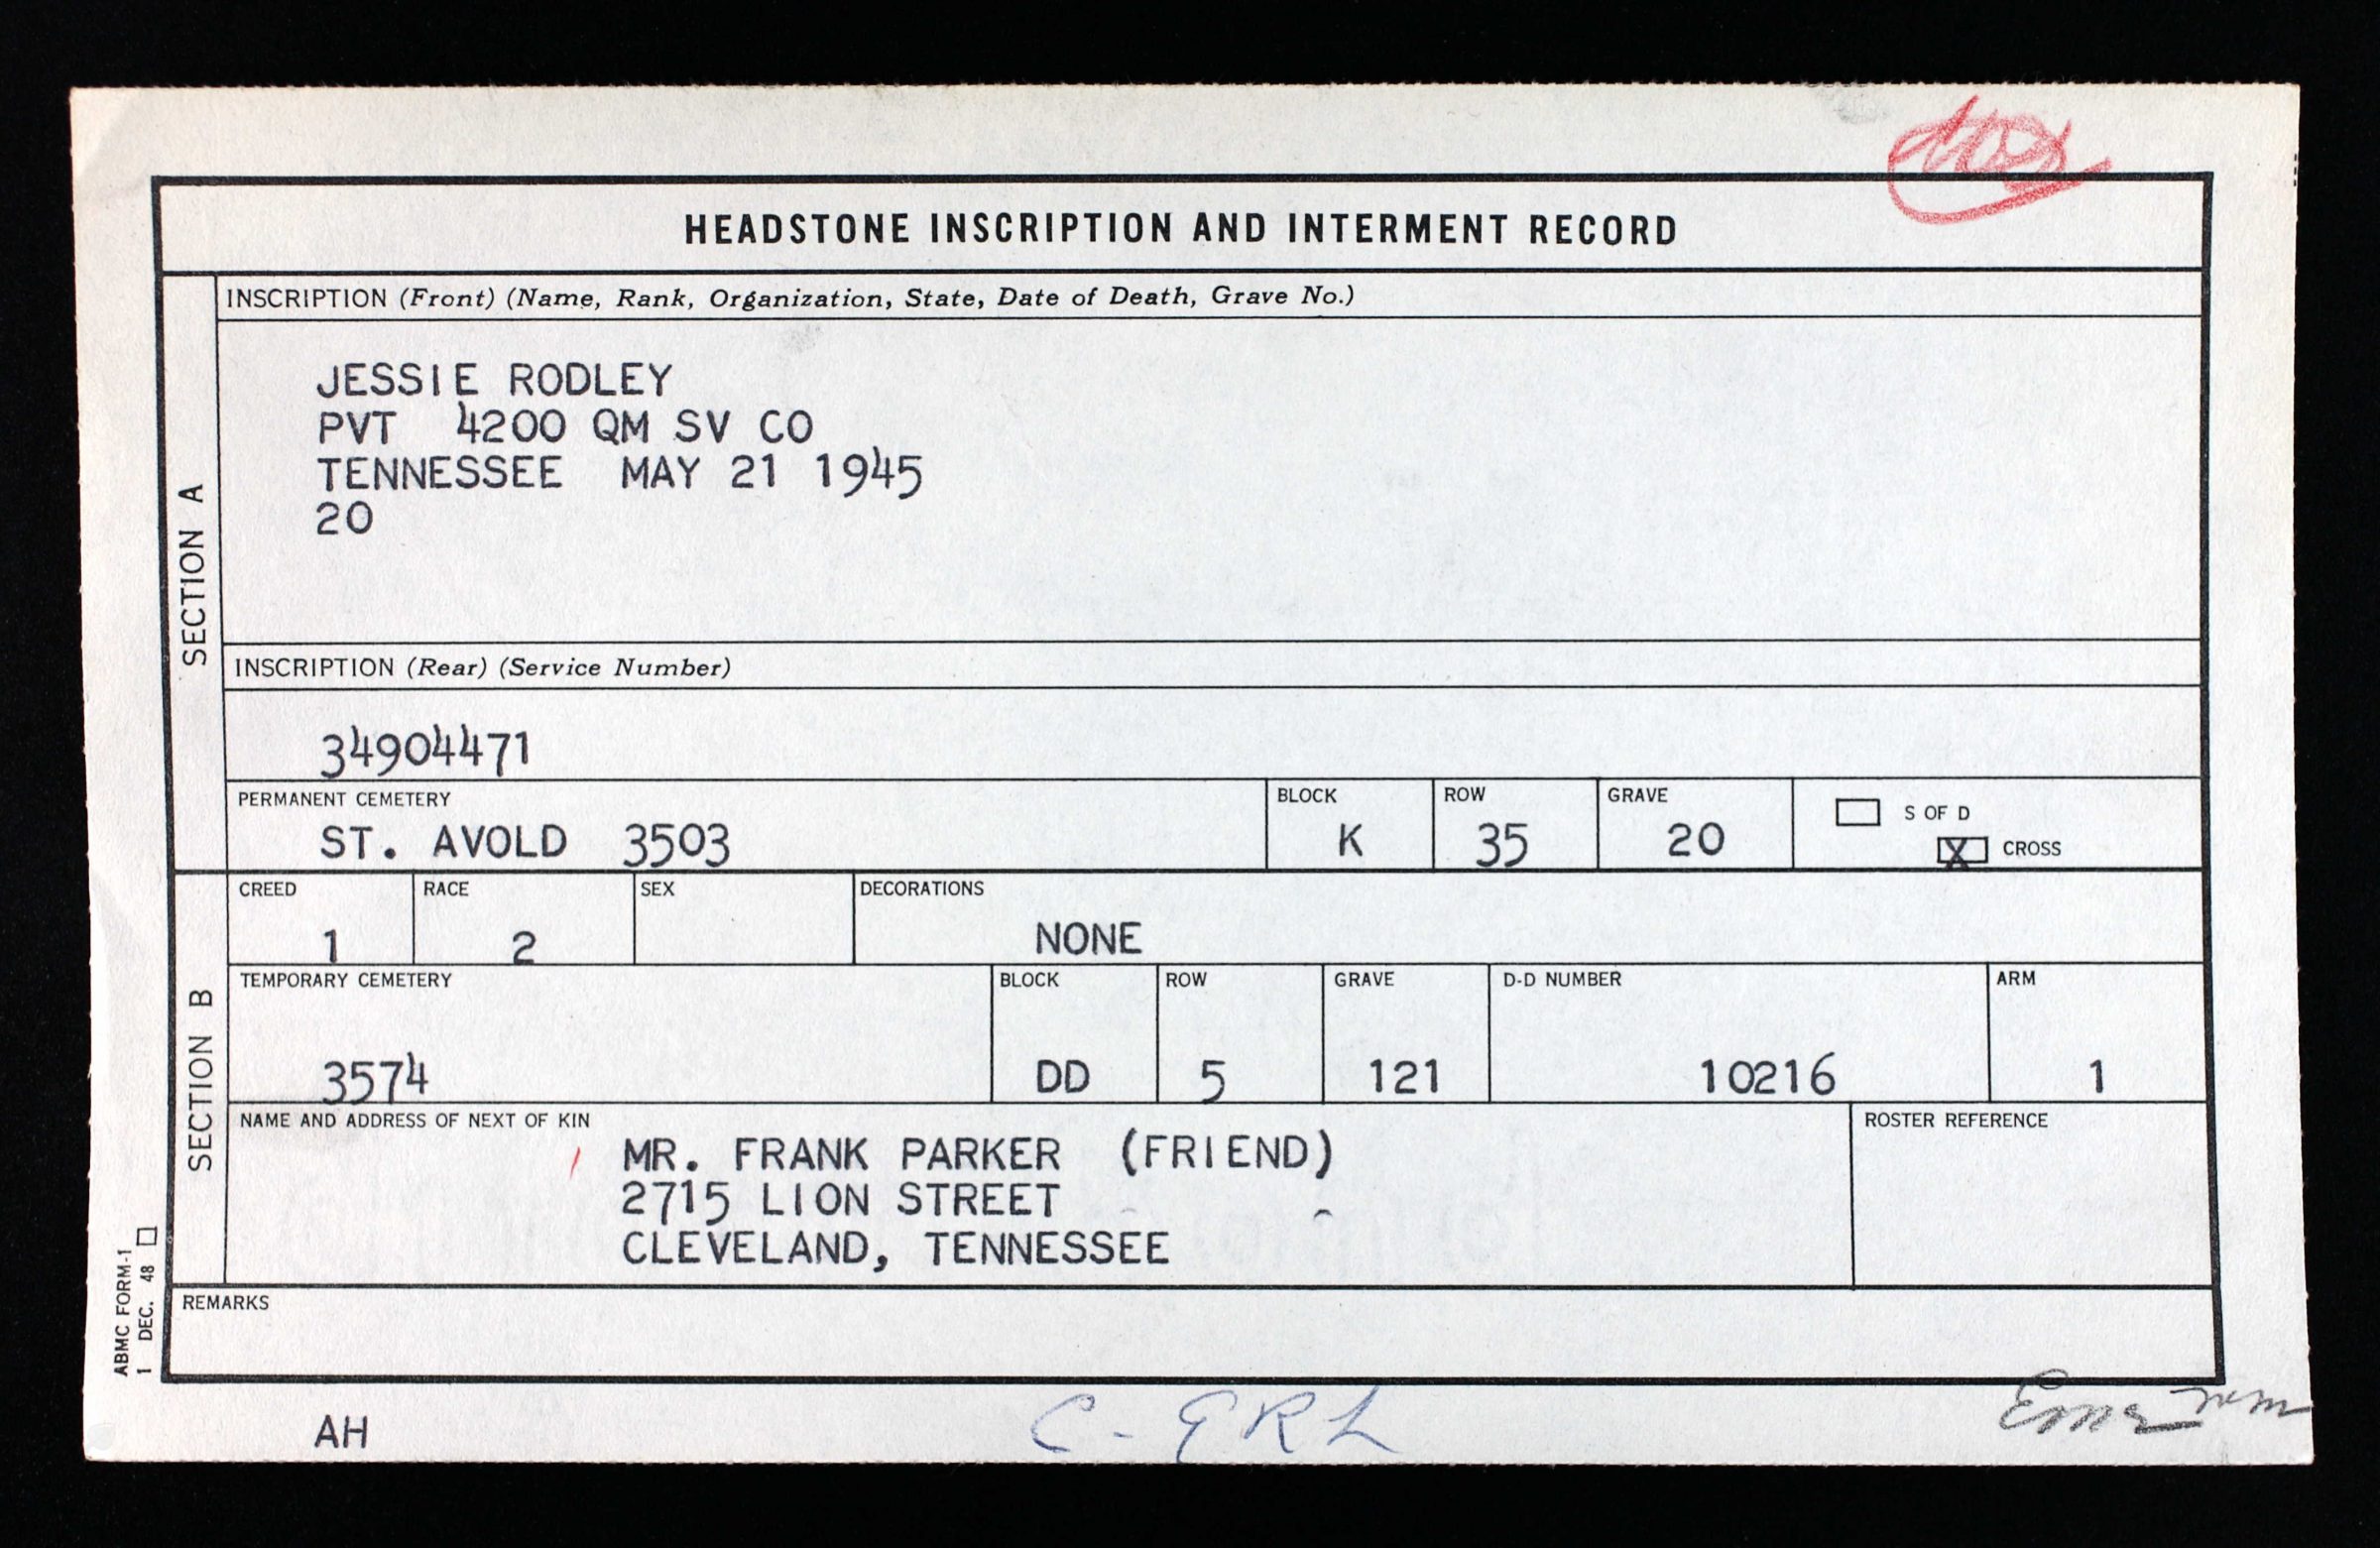 HEADSTONE INSCRIPTION AND INTERMENT RECORD
SECTION A
INSCRIPTION (Front) (Name, Rank, Organization, State, Date of Death, Grave No.)
JESSIE RODLEY
PVT 4200 QM SV CO
TENNESSEE MAY 21 1945
20
INSCRIPTION (Rear) (Service Number)
34904471
PERMANENT CEMETERY BLOCK ROW GRAVE S OF D
ST. AVOLD 3503 K 35 20 X CROSS
SECTION B
CREED RACE SEX DECORATIONS
1 2 NONE
TEMPORARY CEMETERY BLOCK ROW GRAVE D-D NUMBER ARM
3574 DD 5 121 10216 1
NAME AND ADDRESS OF NEXT OF KIN ROSTER REFERENCE
MR. FRANK PARKER (FRIEND)
2715 LION STREET
CLEVELAND, TENNESSEE
REMARKS
ABMC FORM-1
1 DEC. 48
AH